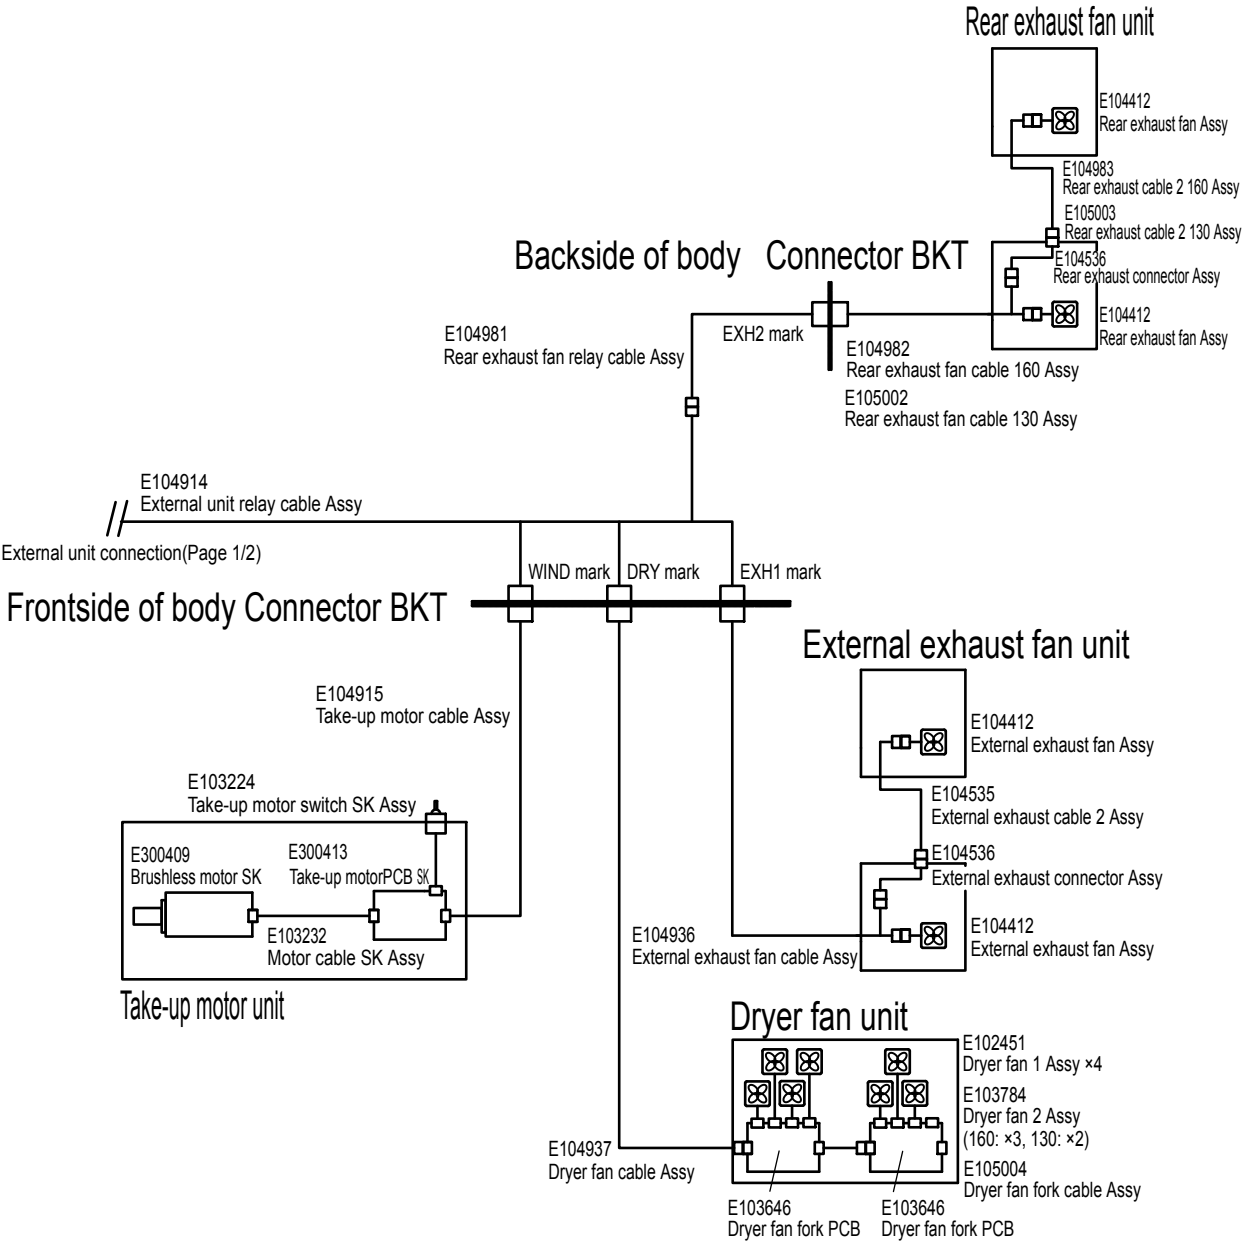 Rear exhaust fan unit
E104412
Rear exhaust fan Assy
E104983
Rear exhaust cable 2 160 Assy
E105003
Rear exhaust cable 2 130 Assy
E104536
Rear exhaust connector Assy
E104412
Rear exhaust fan Assy
Backside of body Connector BKT
E104981
Rear exhaust fan relay cable Assy
EXH2 mark
E104982
Rear exhaust fan cable 160 Assy
E105002
Rear exhaust fan cable 130 Assy
E104914
External unit relay cable Assy
External unit connection(Page 1/2)
WIND mark
DRY mark
EXH1 mark
Frontside of body Connector BKT
External exhaust fan unit
E104412
External exhaust fan Assy
E104535
External exhaust cable 2 Assy
E104536
External exhaust connector Assy
E104412
External exhaust fan Assy
E104936
External exhaust fan cable Assy
E104915
Take-up motor cable Assy
E103224
Take-up motor switch SK Assy
E300409
Brushless motor SK
E300413
Take-up motorPCB SK
E103232
Motor cable SK Assy
Take-up motor unit
Dryer fan unit
E102451
Dryer fan 1 Assy ×4
E103784
Dryer fan 2 Assy
(160: ×3, 130: ×2)
E105004
Dryer fan fork cable Assy
E104937
Dryer fan cable Assy
E103646
Dryer fan fork PCB
E103646
Dryer fan fork PCB